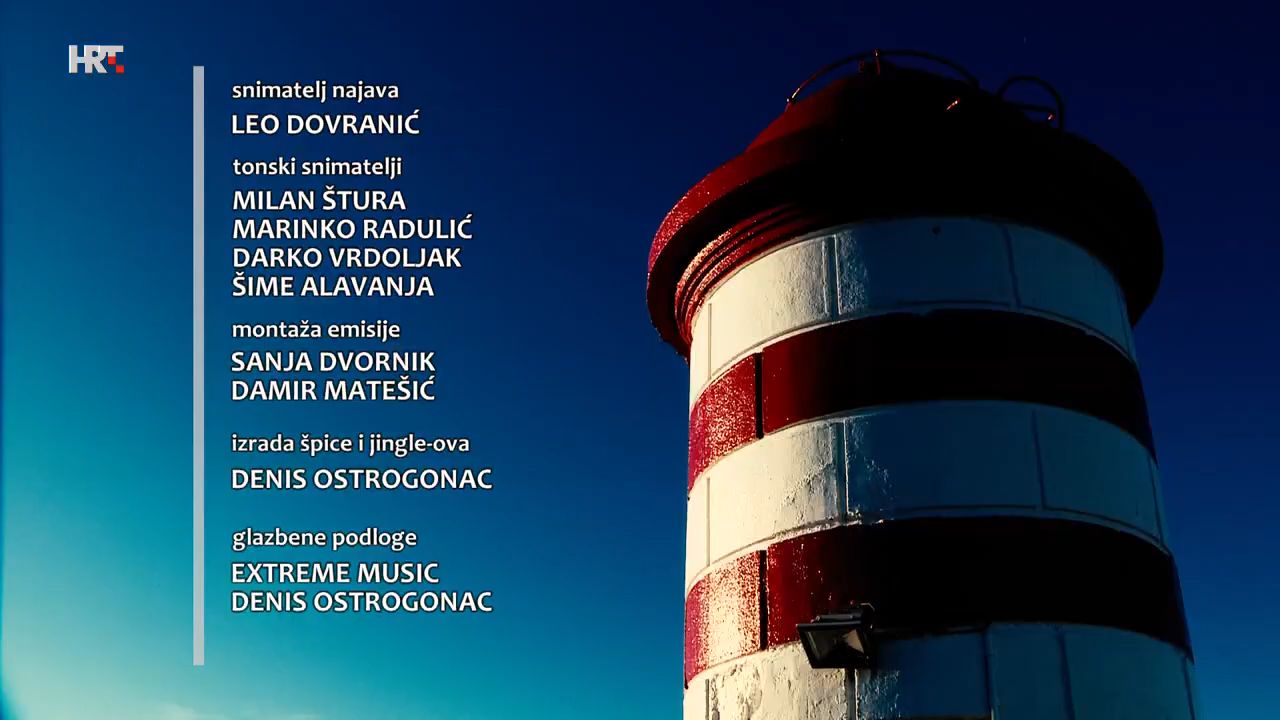 HRT
snimatelj najava
LEO DOVRANIĆ
tonski snimatelji
MILAN ŠTURA
MARINKO RADULIĆ
DARKO VRDOLJAK
ŠIME ALAVANJA
montaža emisije
SANJA DVORNIK
DAMIR MATEŠIĆ
izrada špice i jingle-ova
DENIS OSTROGONAC
glazbene podloge
EXTREME MUSIC
DENIS OSTROGONAC